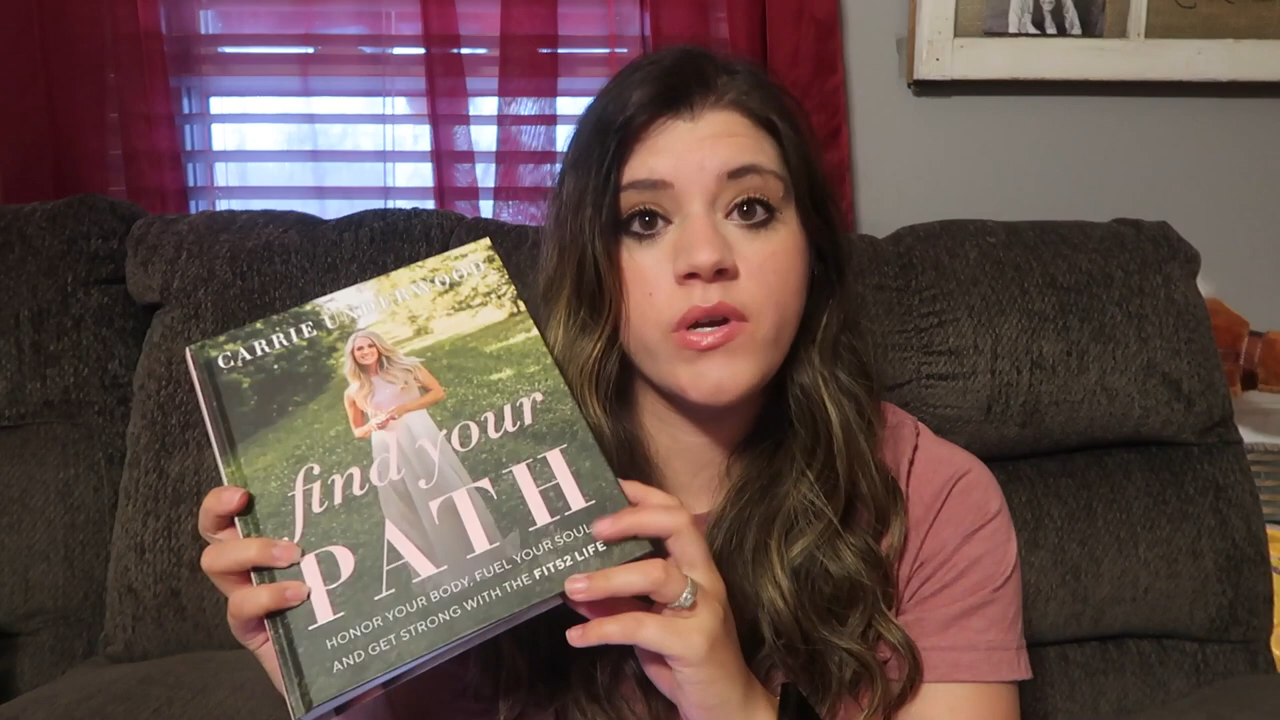 CARRIE UNDERWOOD
find your
PATH
HONOR YOUR BODY, FUEL YOUR SOUL,
AND GET STRONG WITH THE FIT52 LIFE